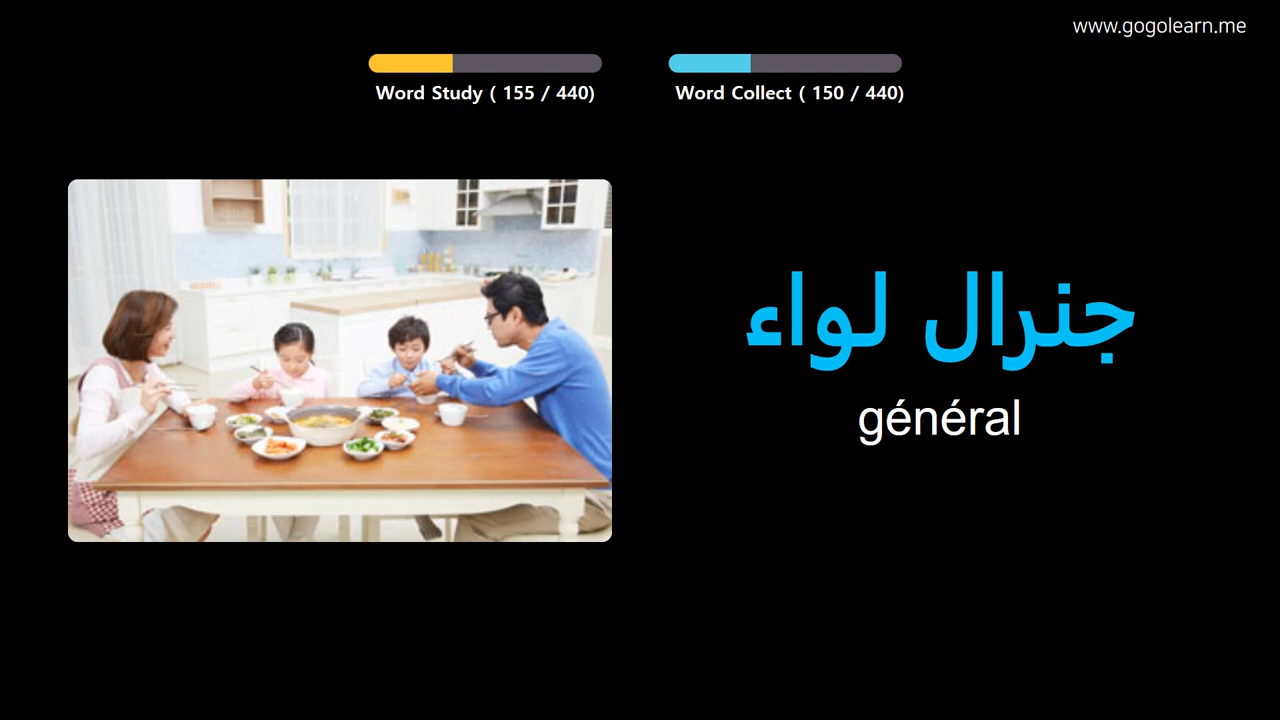 www.gogolearn.me
Word Study ( 155 / 440)
Word Collect ( 150 / 440)
جنرال لواء
général